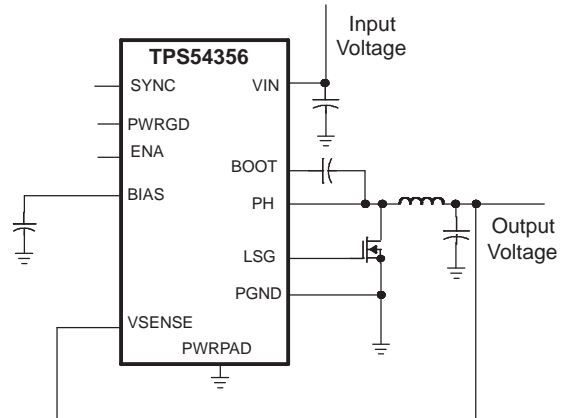 Input
Voltage
TPS54356
SYNC
VIN
PWRGD
ENA
BOOT
BIAS
PH
Output
Voltage
LSG
PGND
VSENSE
PWRPAD